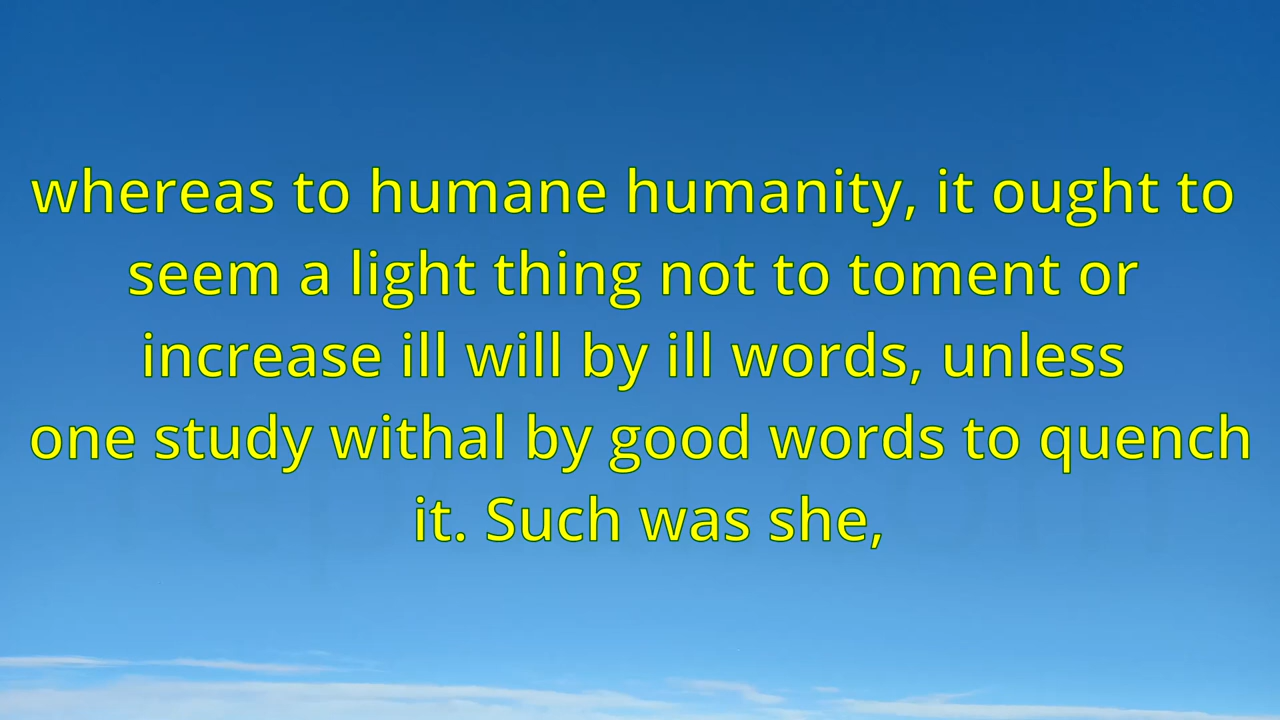 whereas to humane humanity, it ought to
seem a light thing not to toment or
increase ill will by ill words, unless
one study withal by good words to quench
it. Such was she,